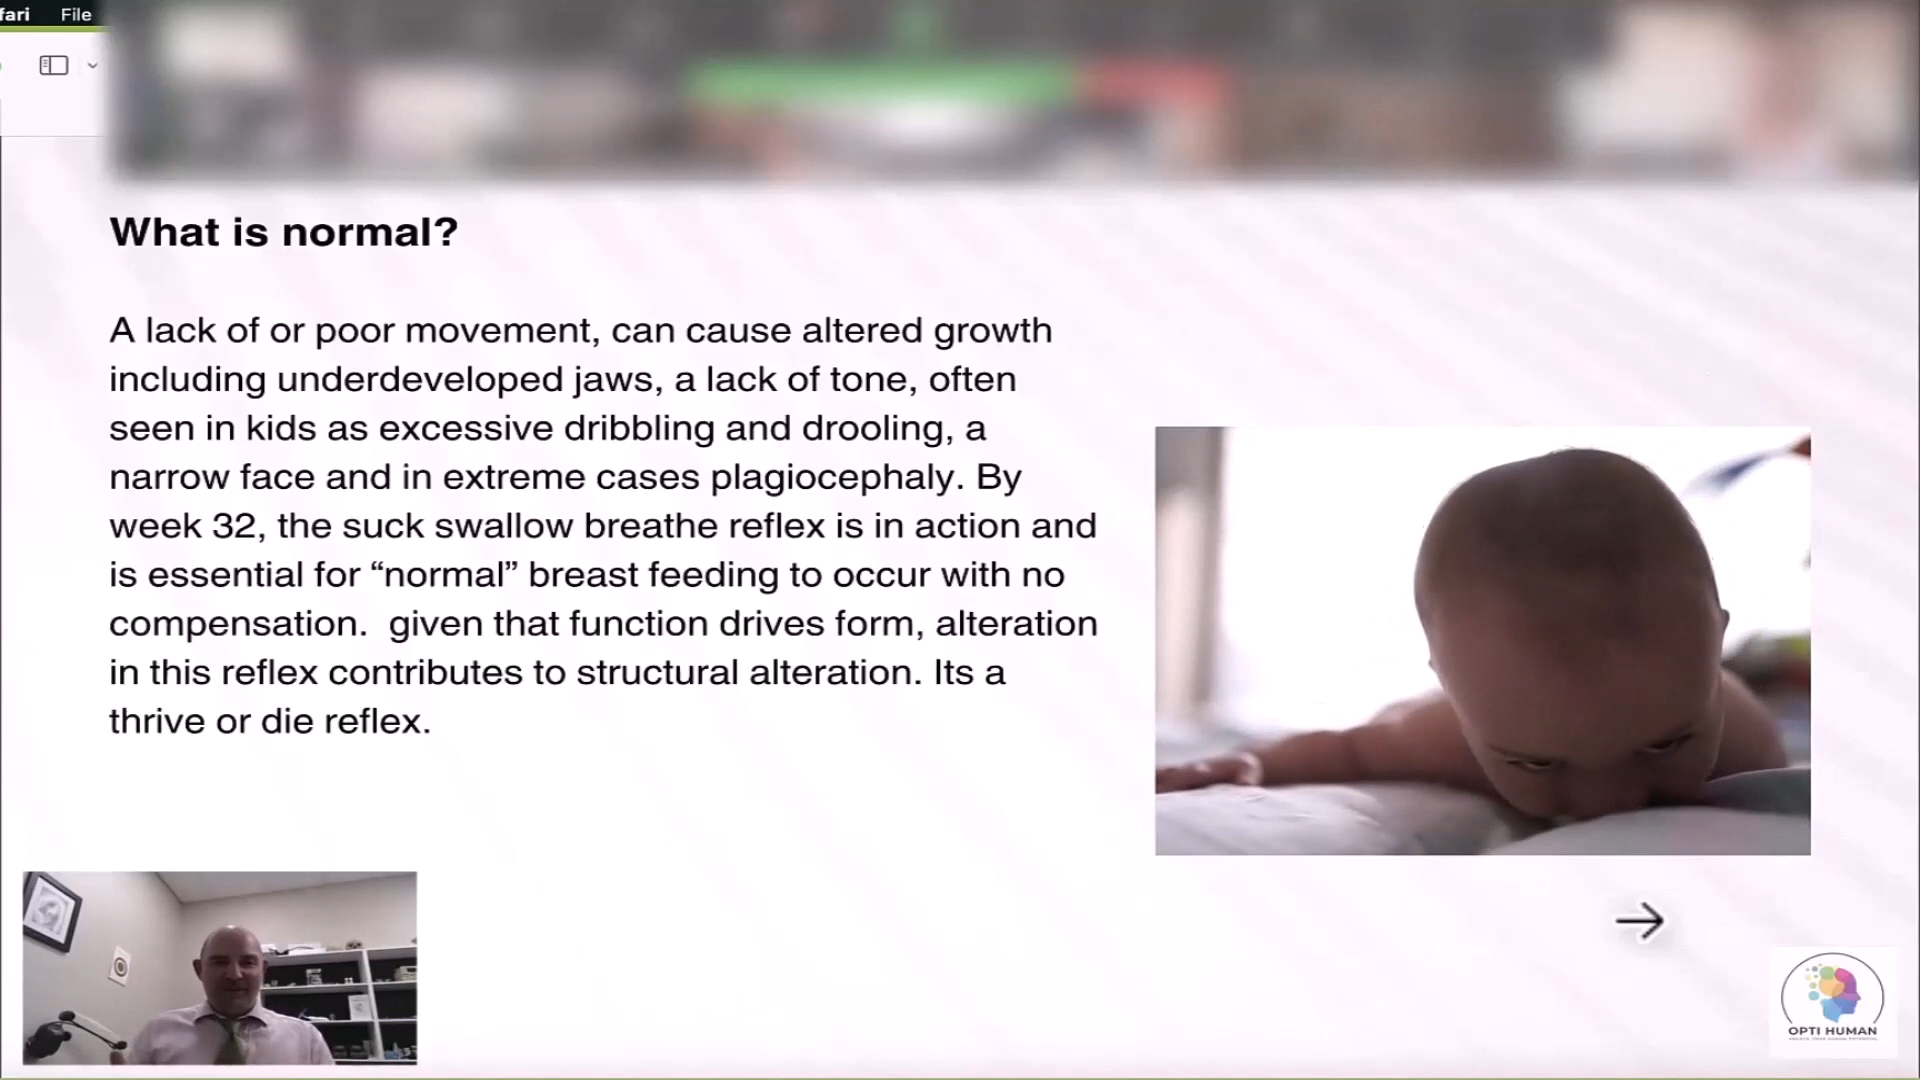 fari File
What is normal?
A lack of or poor movement, can cause altered growth
including underdeveloped jaws, a lack of tone, often
seen in kids as excessive dribbling and drooling, a
narrow face and in extreme cases plagiocephaly. By
week 32, the suck swallow breathe reflex is in action and
is essential for “normal” breast feeding to occur with no
compensation.  given that function drives form, alteration
in this reflex contributes to structural alteration. Its a
thrive or die reflex.
OPTI HUMAN